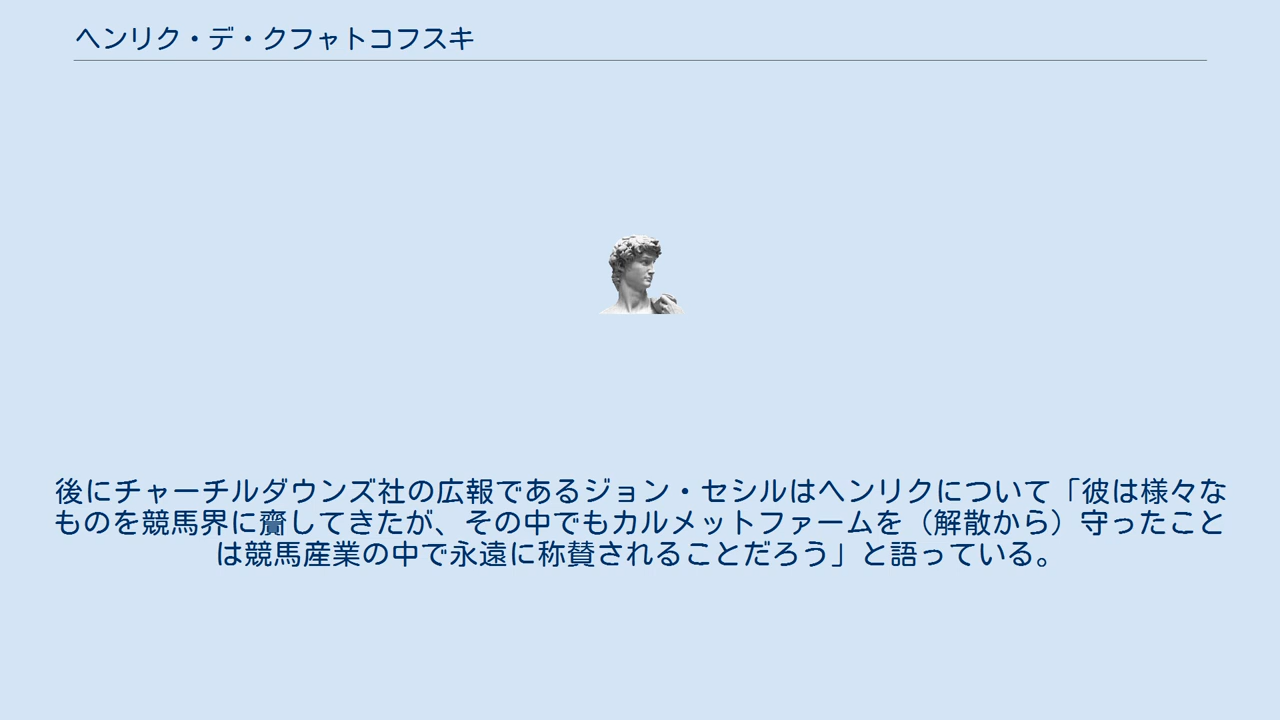 ヘンリク・デ・クフャトコフスキ
後にチャーチルダウンズ社の広報であるジョン・セシルはヘンリクについて「彼は様々な
ものを競馬界に齎してきたが、その中でもカルメットファームを（解散から）守ったこと
は競馬産業の中で永遠に称賛されることだろう」と語っている。